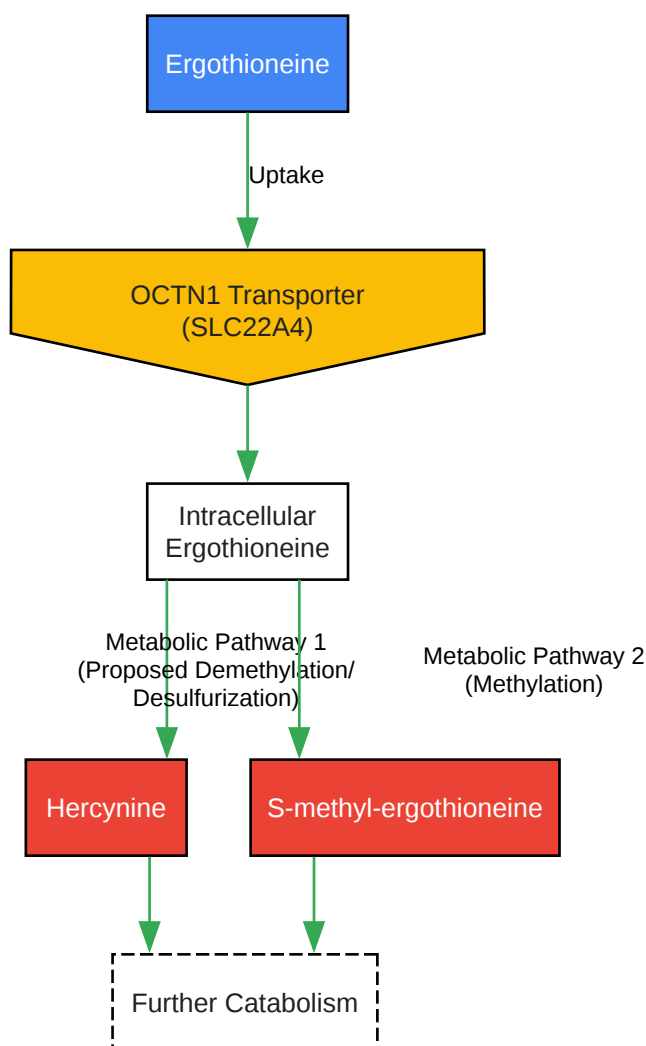 Ergothioneine
Uptake
OCTN1 Transporter
(SLC22A4)
Intracellular
Ergothioneine
Metabolic Pathway 1
(Proposed Demethylation/
Desulfurization)
Metabolic Pathway 2
(Methylation)
Hercynine
S-methyl-ergothioneine
Further Catabolism